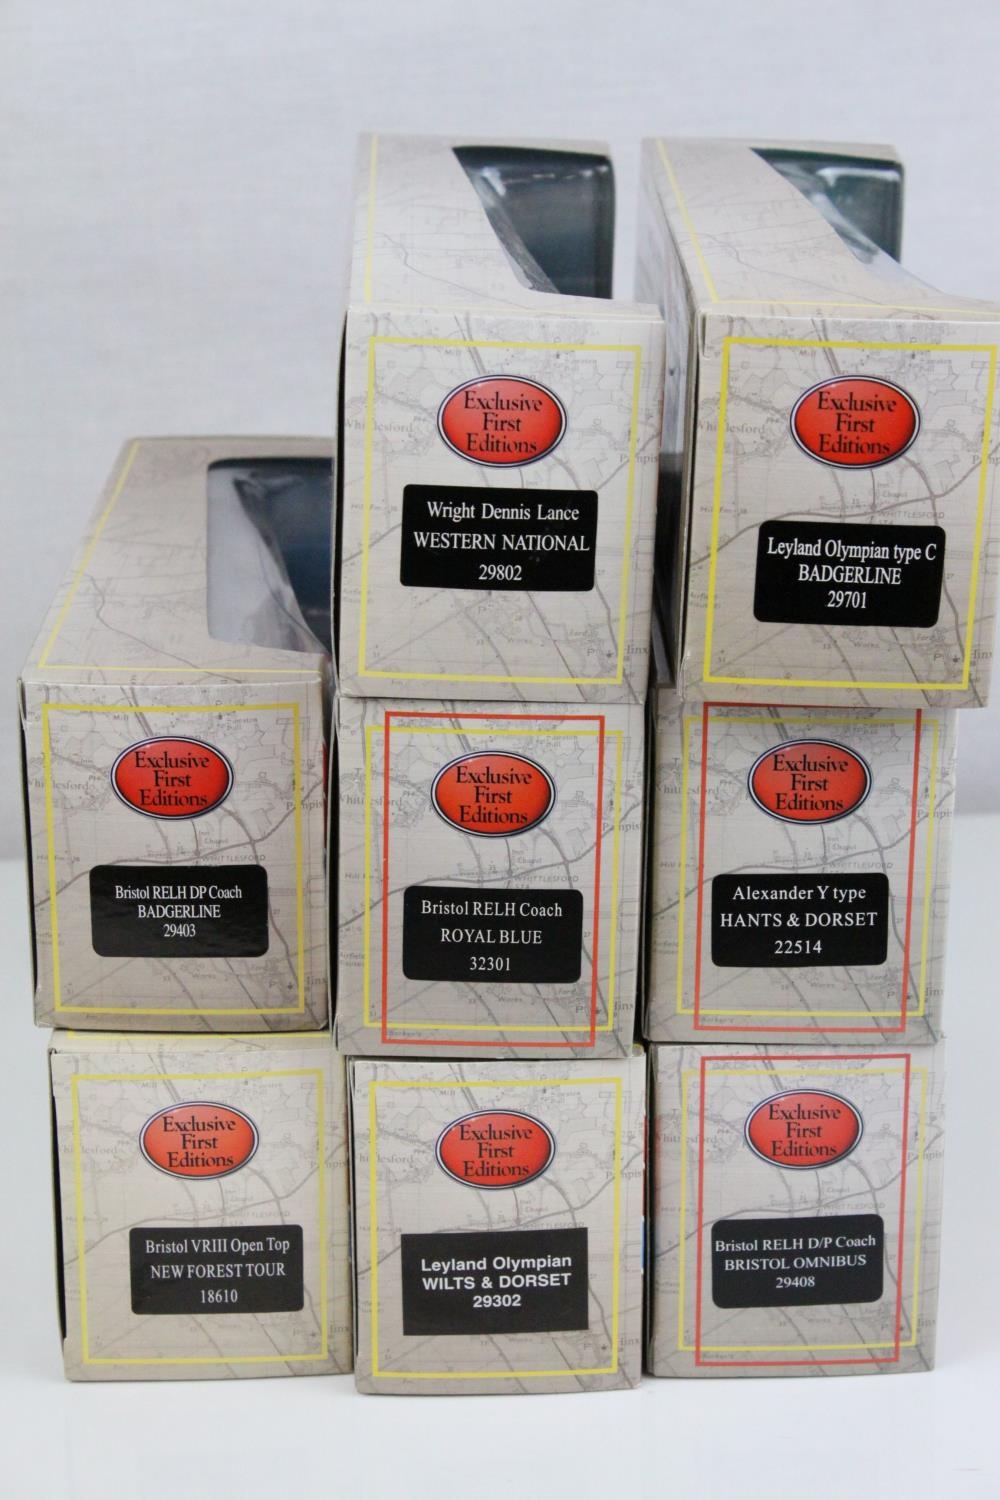 Exclusive
First
Editions
Wright Dennis Lance
WESTERN NATIONAL
29802
Exclusive
First
Editions
Leyland Olympian type C
BADGERLINE
29701
Exclusive
First
Editions
Bristol RELH DP Coach
BADGERLINE
29403
Exclusive
First
Editions
Bristol RELH Coach
ROYAL BLUE
32301
Exclusive
First
Editions
Alexander Y type
HANTS & DORSET
22514
Exclusive
First
Editions
Bristol VRIII Open Top
NEW FOREST TOUR
18610
Exclusive
First
Editions
Leyland Olympian
WILTS & DORSET
29302
Exclusive
First
Editions
Bristol RELH D/P Coach
BRISTOL OMNIBUS
29408